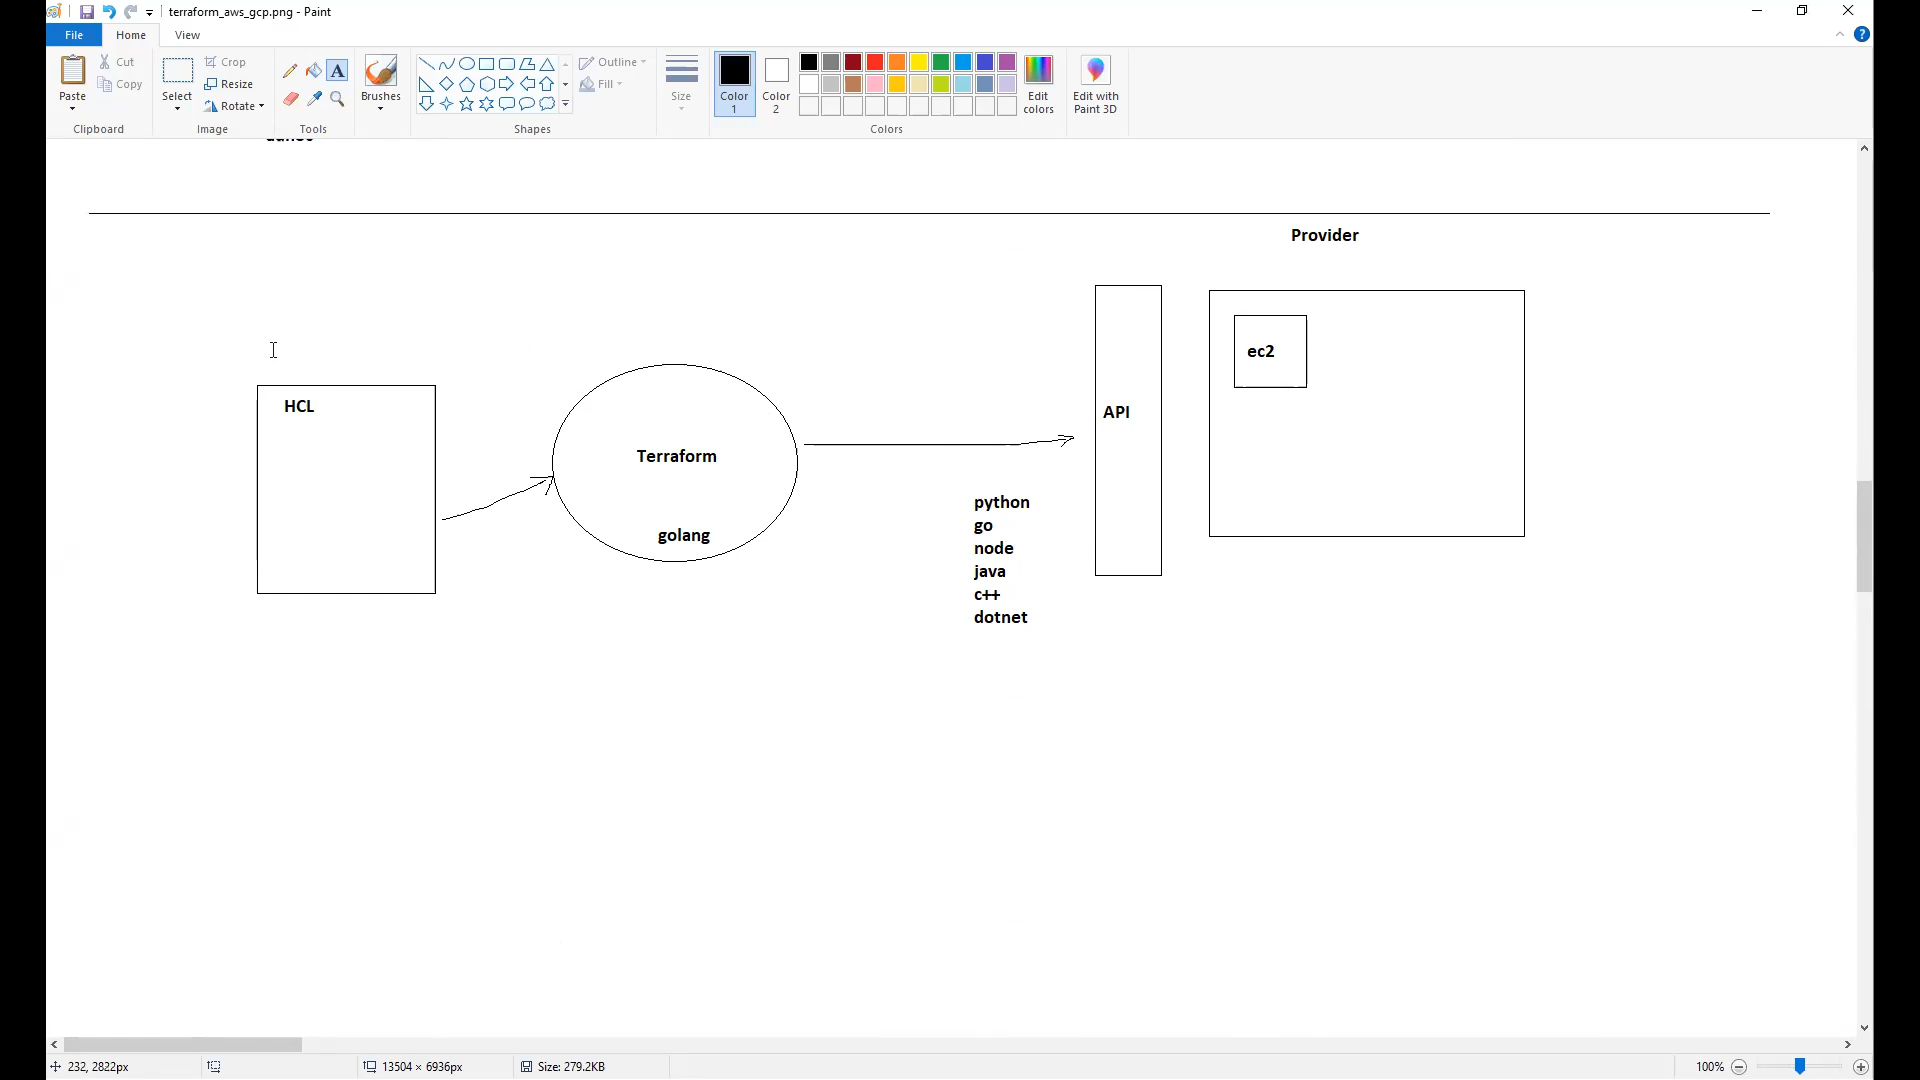 terraform_aws_gcp.png - Paint
File
Home
View
Paste
Cut
Copy
Clipboard
Select
Crop
Resize
Rotate
Image
A
Tools
Brushes
Outline
Fill
Shapes
Size
Color
1
Color
2
Edit
colors
Colors
Edit with
Paint 3D
Provider
HCL
Terraform
golang
API
ec2
python
go
node
java
c++
dotnet
232, 2822px
13504 × 6936px
Size: 279.2KB
100%